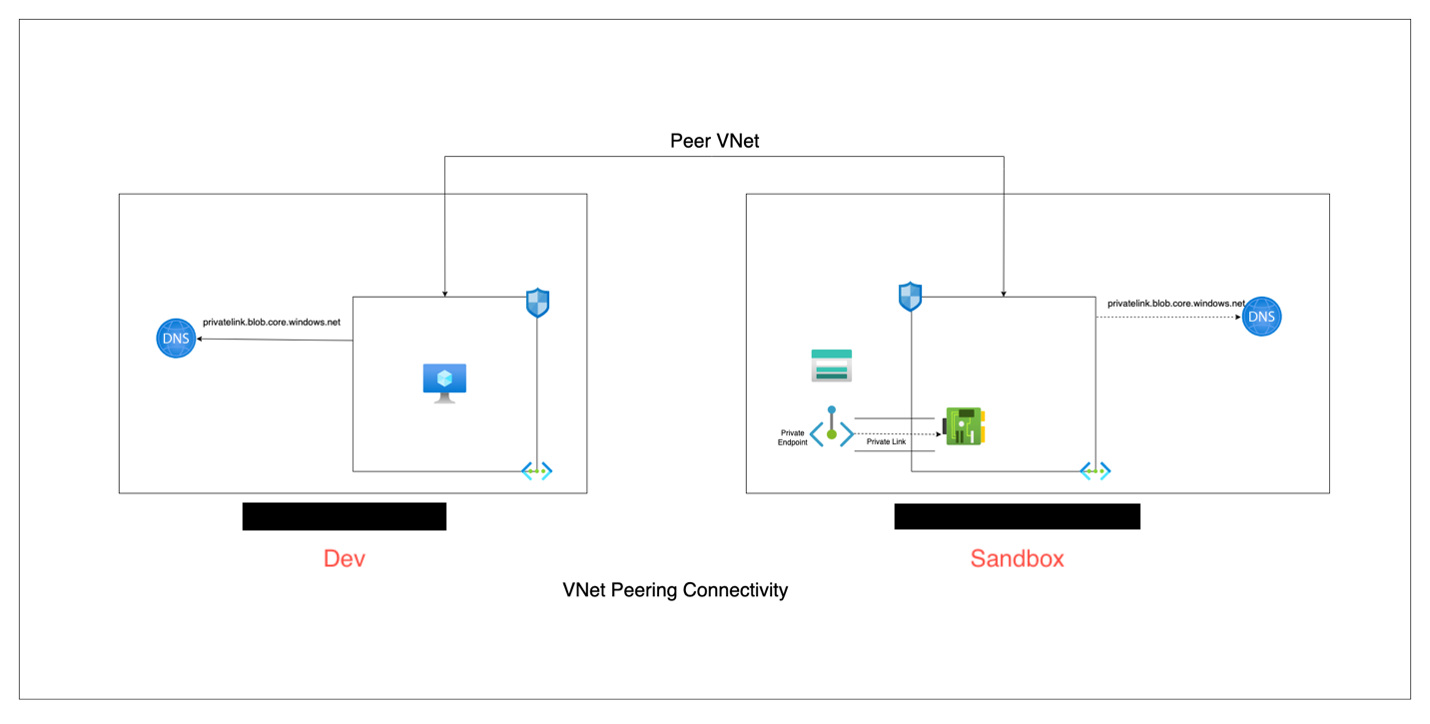 Peer VNet
privatelink.blob.core.windows.net
DNS
privatelink.blob.core.windows.net
DNS
Private
Endpoint
Private Link
Dev
Sandbox
VNet Peering Connectivity